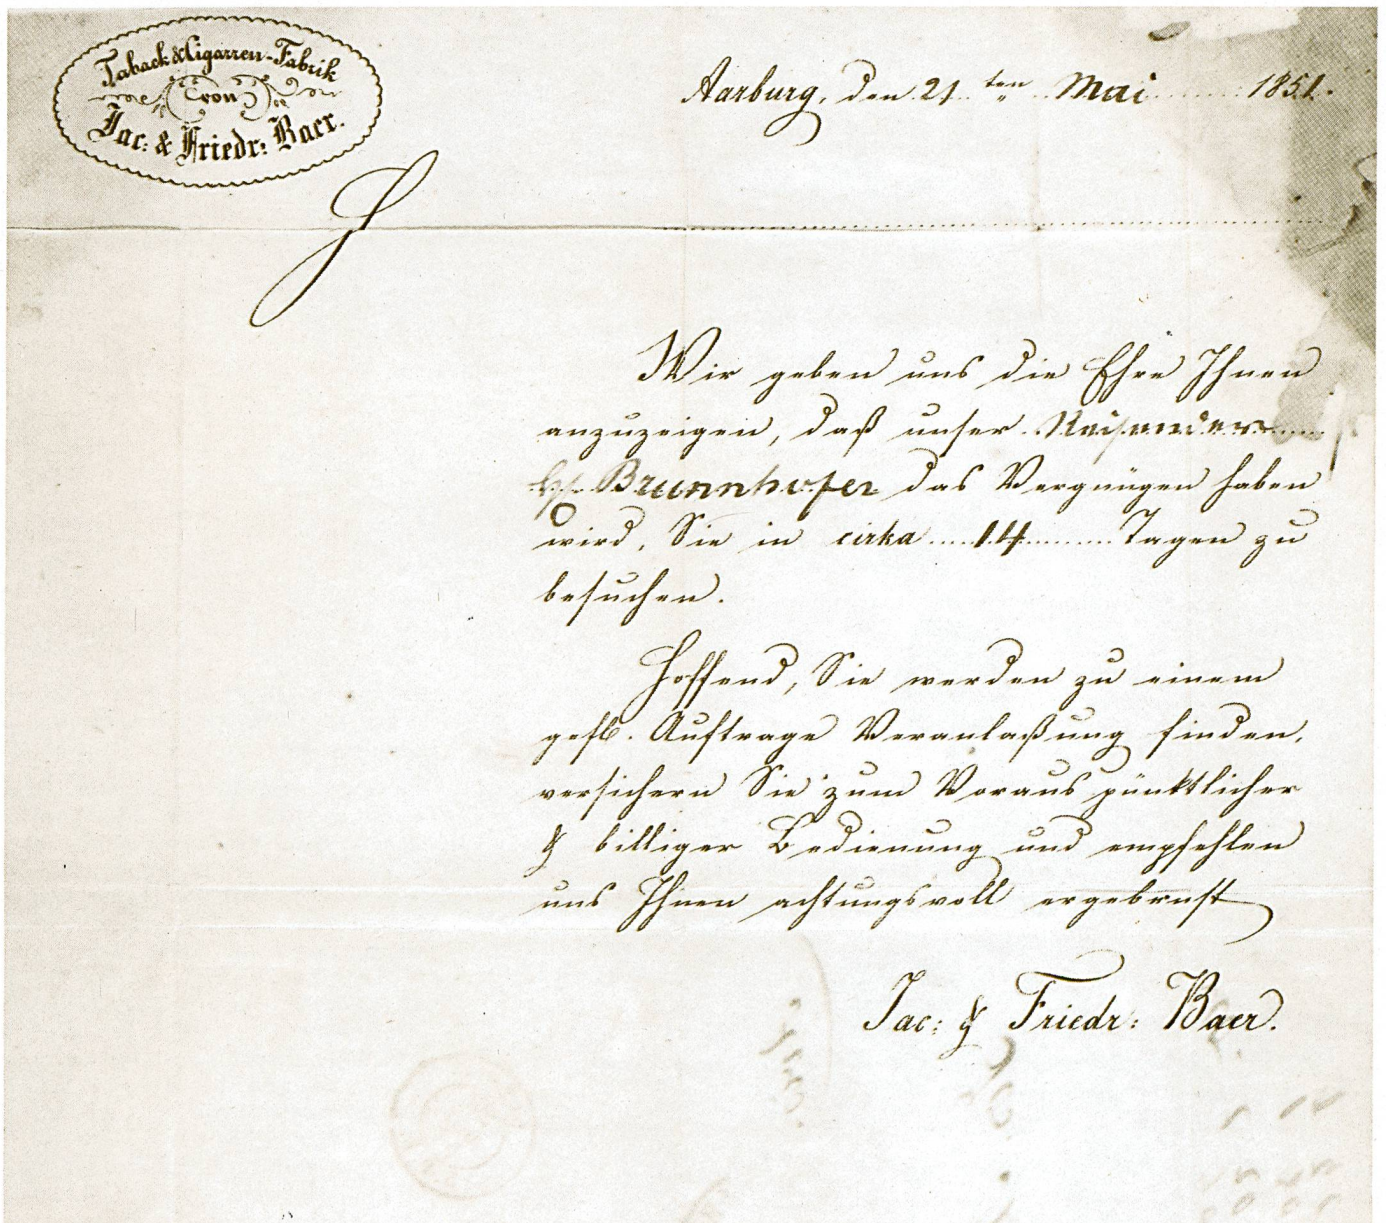 Taback & Cigarren-Fabrik
von
Jac: & Friedr: Baer.
Aarburg, den 21ten Mai 1851.
Wir geben uns die Ehre Ihnen
anzuzeigen, daß unser Reisender
Hr. Brunnhofer das Vergnügen haben
wird, Sie in cirka 14 Tagen zu
besuchen.
Hoffend, Sie werden zu einem
gefl. Auftrage Veranlaßung finden,
versichern Sie zum Voraus pünktlicher
& billiger Bedienung und empfehlen
uns Ihnen achtungsvoll ergebenst
Jac: & Friedr: Baer.